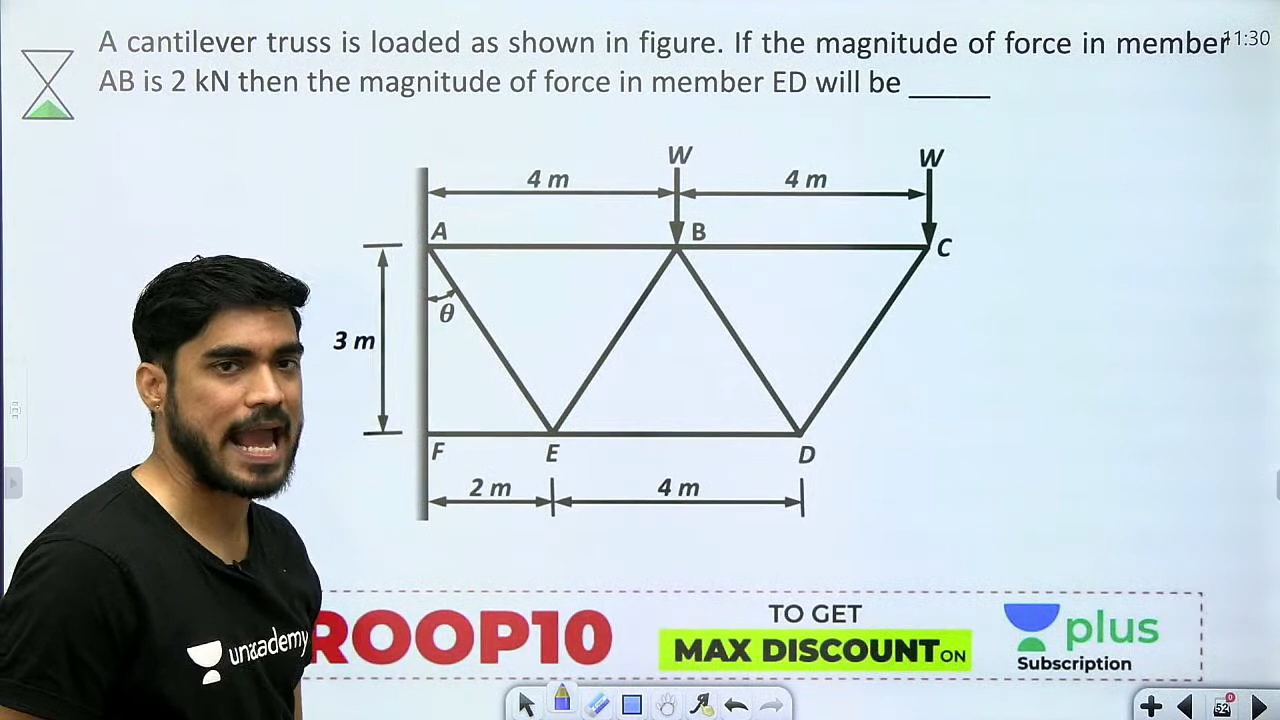 A cantilever truss is loaded as shown in figure. If the magnitude of force in member
11:30
AB is 2 kN then the magnitude of force in member ED will be ______
W
W
4 m
4 m
A
B
C
θ
3 m
F
E
D
2 m
4 m
unacademy
ROOP10
TO GET
MAX DISCOUNT ON
plus
Subscription
52
0